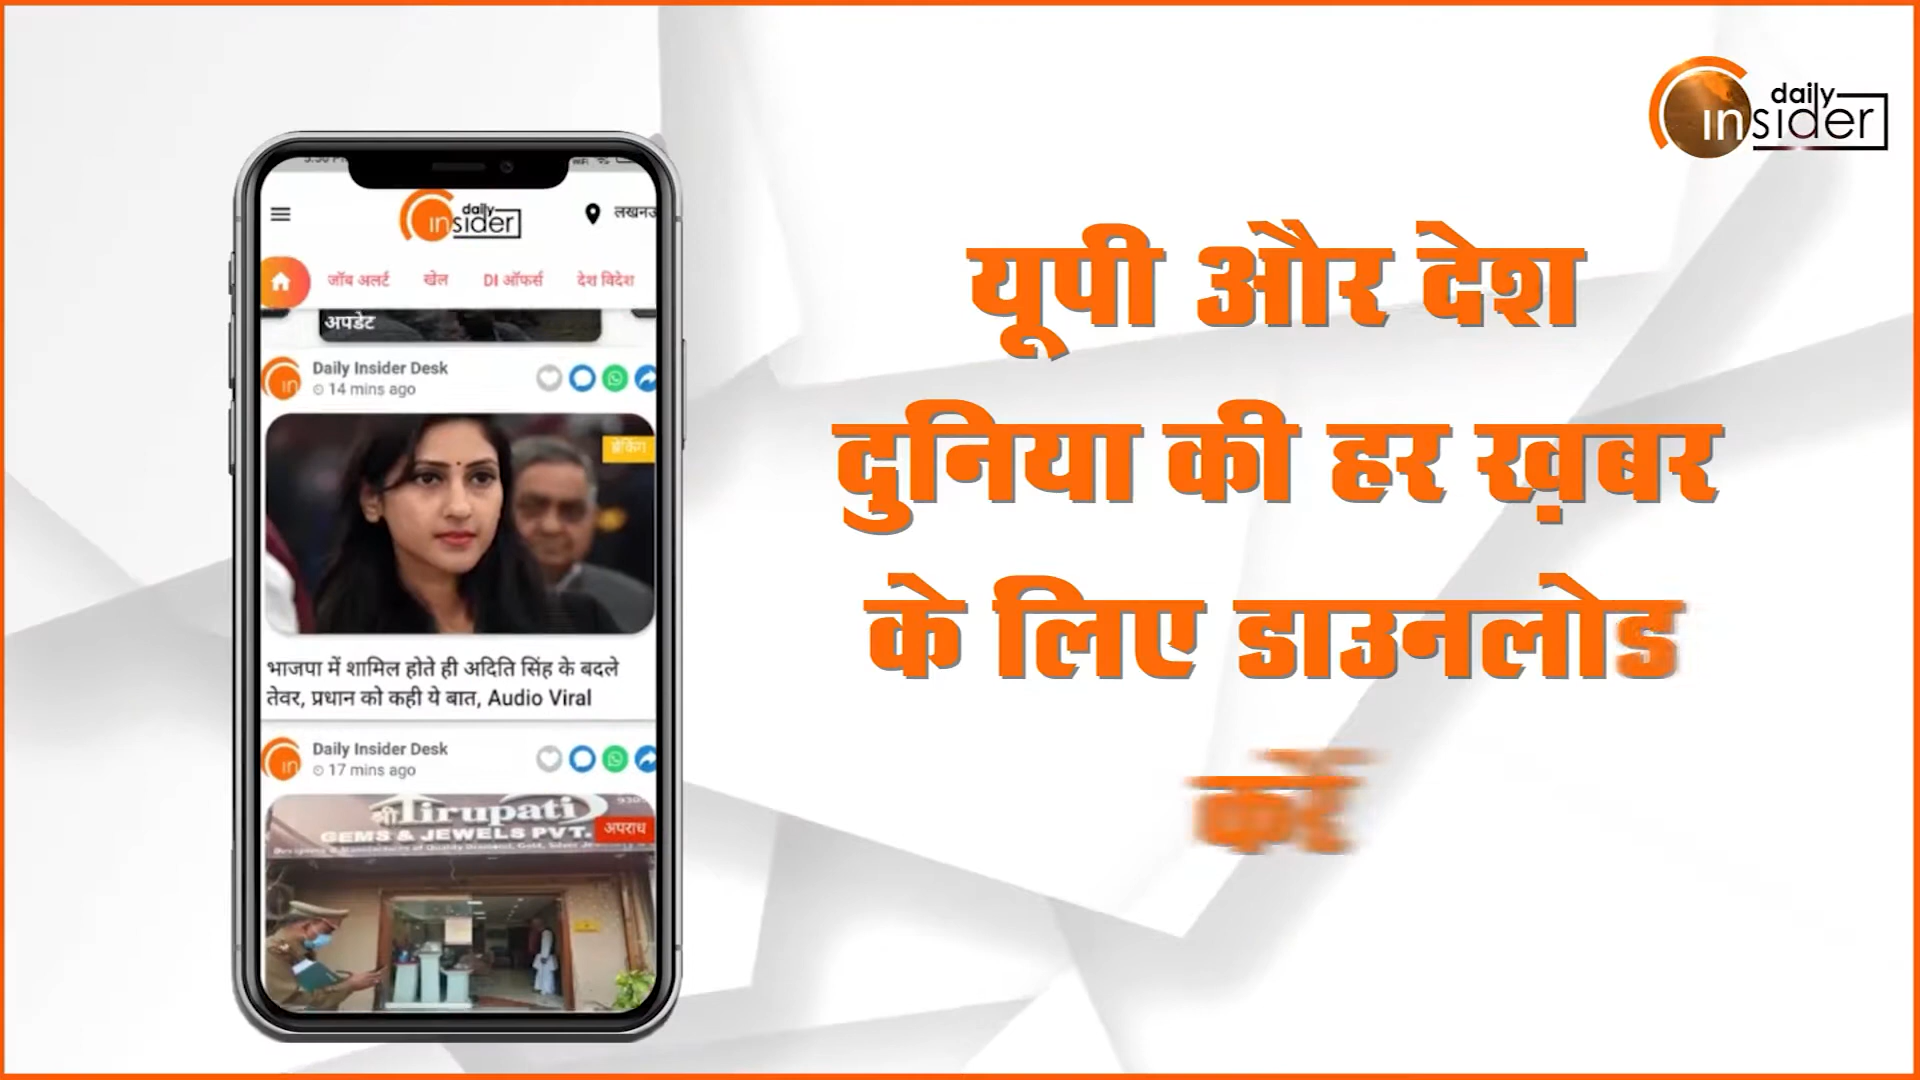 daily
insider
यूपी और देश
दुनिया की हर ख़बर
के लिए डाउनलोड
करें
daily
insider
जॉब अलर्ट खेल DI ऑफर्स देश विदेश
अपडेट
Daily Insider Desk
14 mins ago
ब्रेकिंग
भाजपा में शामिल होते ही अदिति सिंह के बदले
तेवर, प्रधान को कही ये बात, Audio Viral
Daily Insider Desk
17 mins ago
श्री Tirupati
GEMS & JEWELS PVT.
अपराध